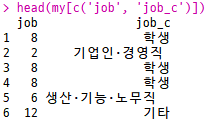 > head(my[c('job', 'job_c')])
job job_c
1 8 학생
2 2 기업인·경영직
3 8 학생
4 8 학생
5 6 생산·기능·노무직
6 12 기타